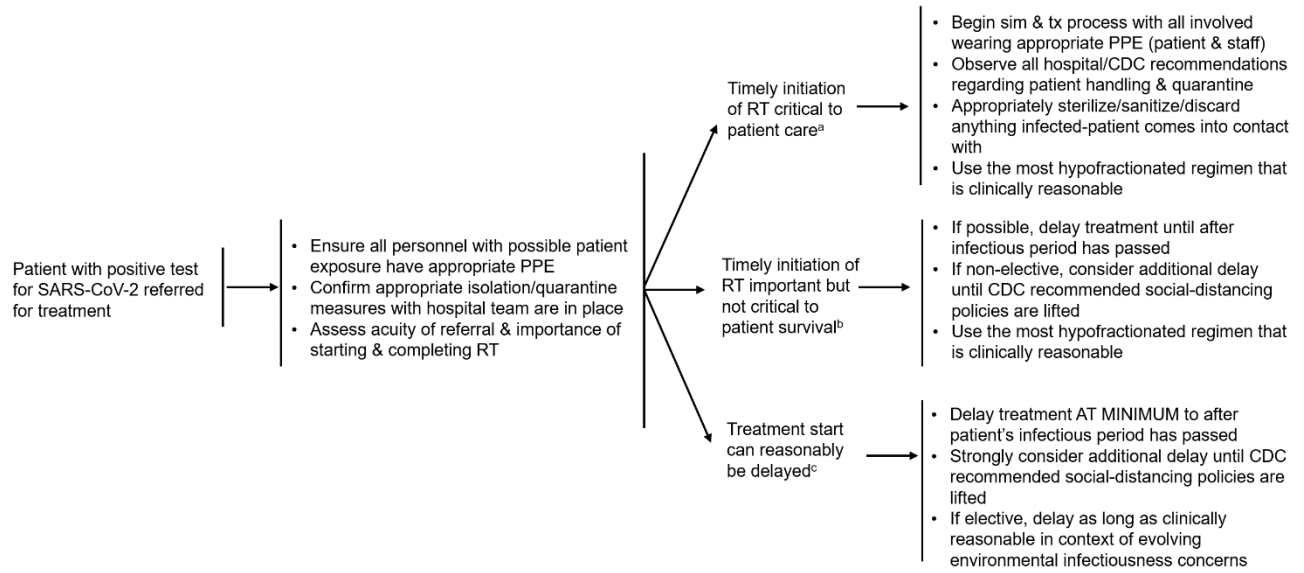 Patient with positive test
for SARS-CoV-2 referred
for treatment
• Ensure all personnel with possible patient
exposure have appropriate PPE
• Confirm appropriate isolation/quarantine
measures with hospital team are in place
• Assess acuity of referral & importance of
starting & completing RT
Timely initiation
of RT critical to
patient careᵃ
• Begin sim & tx process with all involved
wearing appropriate PPE (patient & staff)
• Observe all hospital/CDC recommendations
regarding patient handling & quarantine
• Appropriately sterilize/sanitize/discard
anything infected-patient comes into contact
with
• Use the most hypofractionated regimen that
is clinically reasonable
Timely initiation of
RT important but
not critical to
patient survivalᵇ
• If possible, delay treatment until after
infectious period has passed
• If non-elective, consider additional delay
until CDC recommended social-distancing
policies are lifted
• Use the most hypofractionated regimen that
is clinically reasonable
Treatment start
can reasonably
be delayedᶜ
• Delay treatment AT MINIMUM to after
patient's infectious period has passed
• Strongly consider additional delay until CDC
recommended social-distancing policies are
lifted
• If elective, delay as long as clinically
reasonable in context of evolving
environmental infectiousness concerns